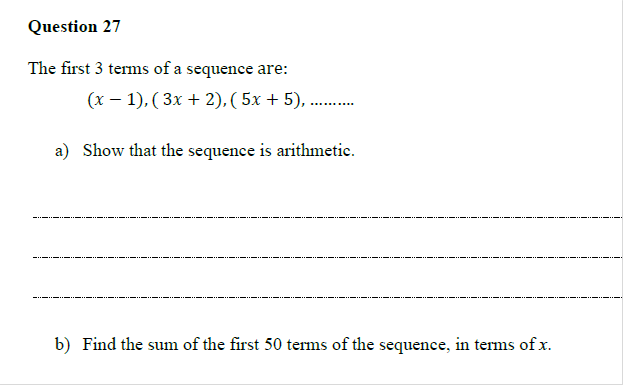 Question 27
The first 3 terms of a sequence are:
(x − 1), ( 3x + 2), ( 5x + 5), ..........
a) Show that the sequence is arithmetic.
b) Find the sum of the first 50 terms of the sequence, in terms of x.